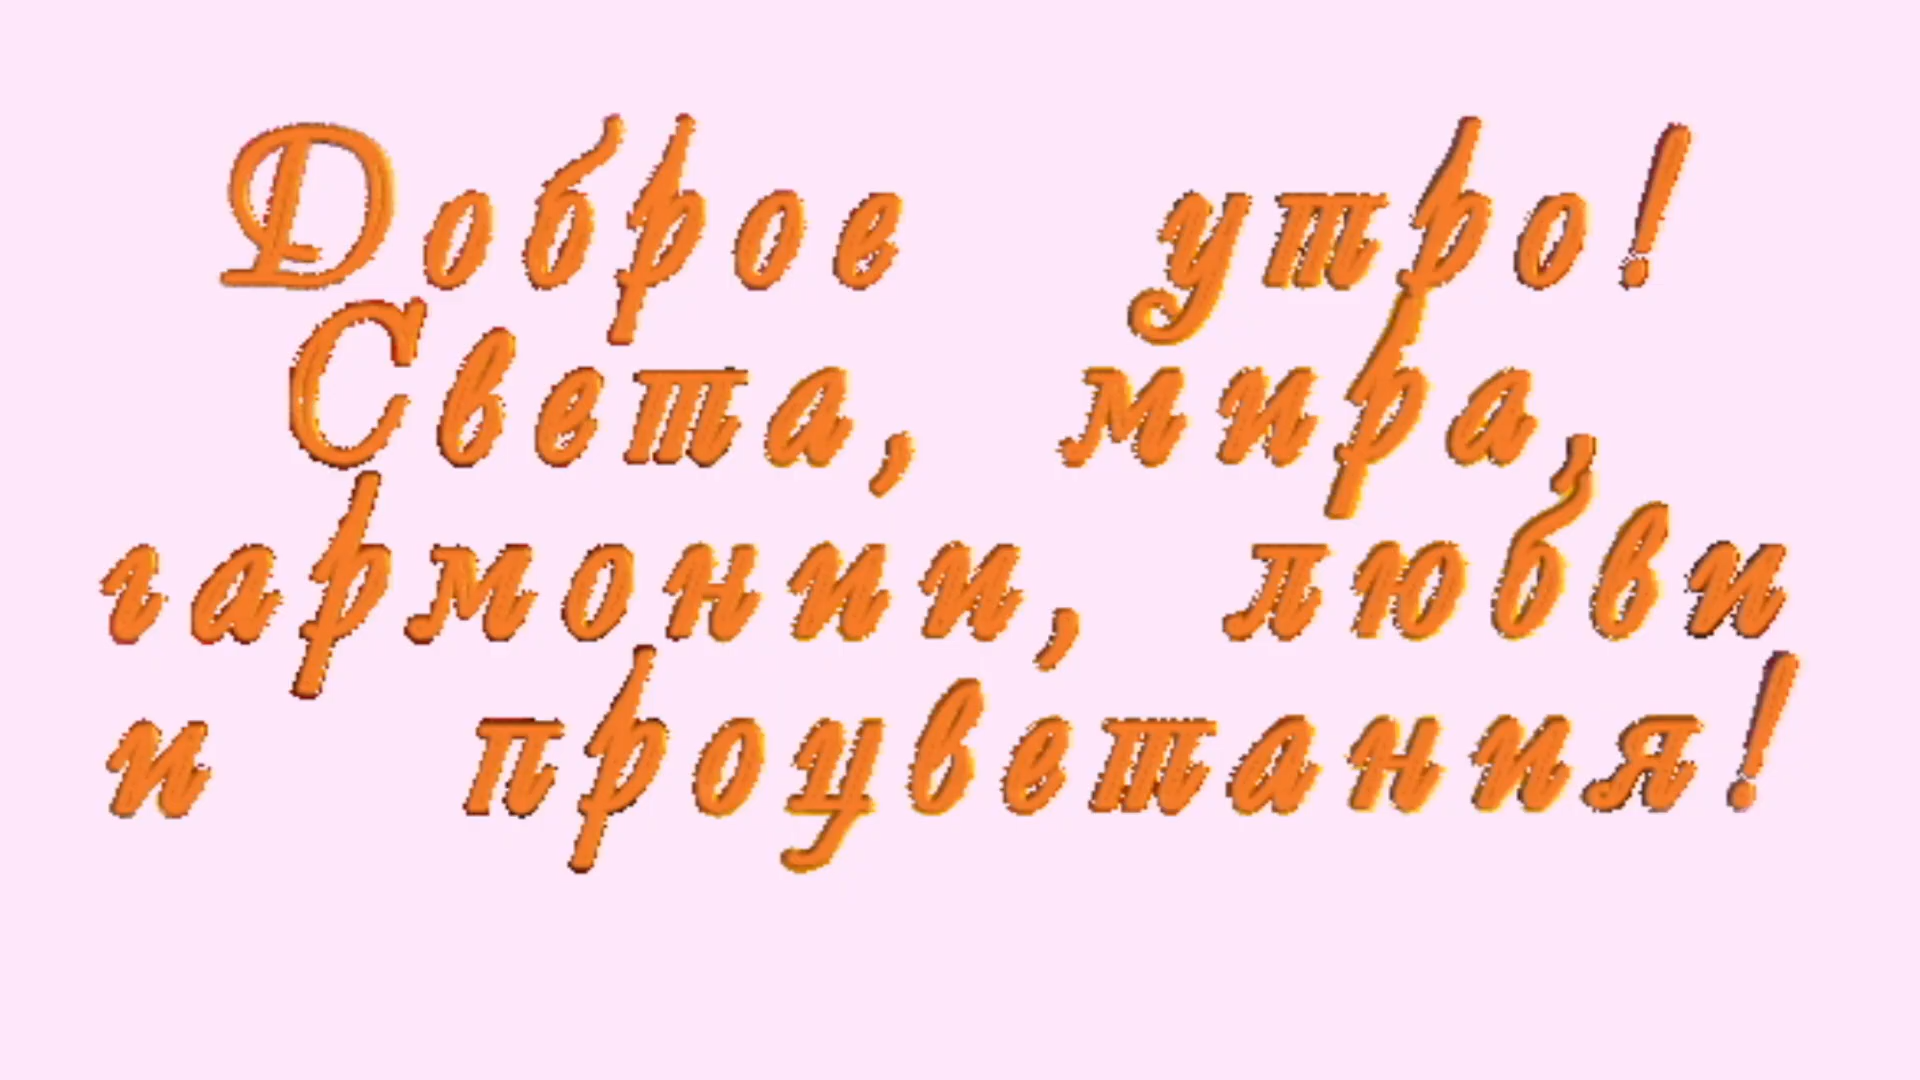 Доброе утро!
Света, мира,
гармонии, любви
и процветания!